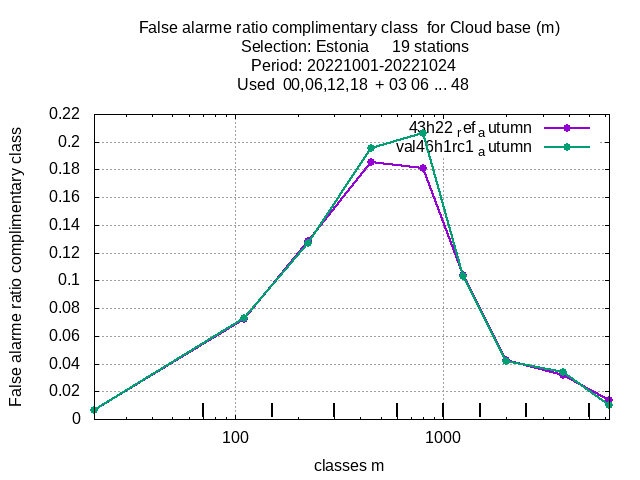 False alarme ratio complimentary class  for Cloud base (m)
Selection: Estonia     19 stations
Period: 20221001-20221024
Used  00,06,12,18  + 03 06 ... 48
43h22 ref autumn
val46h1rc1 autumn
False alarme ratio complimentary class
0.22
0.2
0.18
0.16
0.14
0.12
0.1
0.08
0.06
0.04
0.02
0
100
1000
classes m